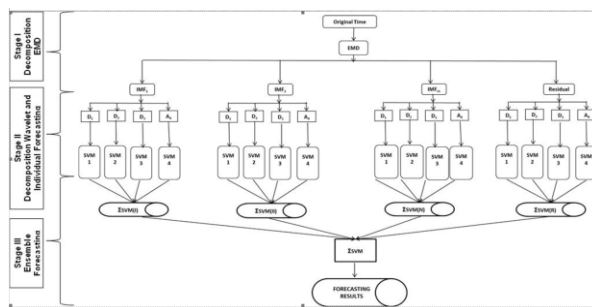 Original Time
EMD
IMF₁ IMF₂ IMFₘ Residual
D₁ D₂ D₃ A₃ D₁ D₂ D₃ A₃ D₁ D₂ D₃ A₃ D₁ D₂ D₃ A₃
SVM 1 SVM 2 SVM 3 SVM 4 SVM 1 SVM 2 SVM 3 SVM 4 SVM 1 SVM 2 SVM 3 SVM 4 SVM 1 SVM 2 SVM 3 SVM 4
ΣSVM(I) ΣSVM(II) ΣSVM(N) ΣSVM(R)
ΣSVM
FORECASTING
RESULTS
Stage I
Decomposition
EMD
Stage II
Decomposition Wavelet and
Individual Forecasting
Stage III
Ensemble
Forecasting